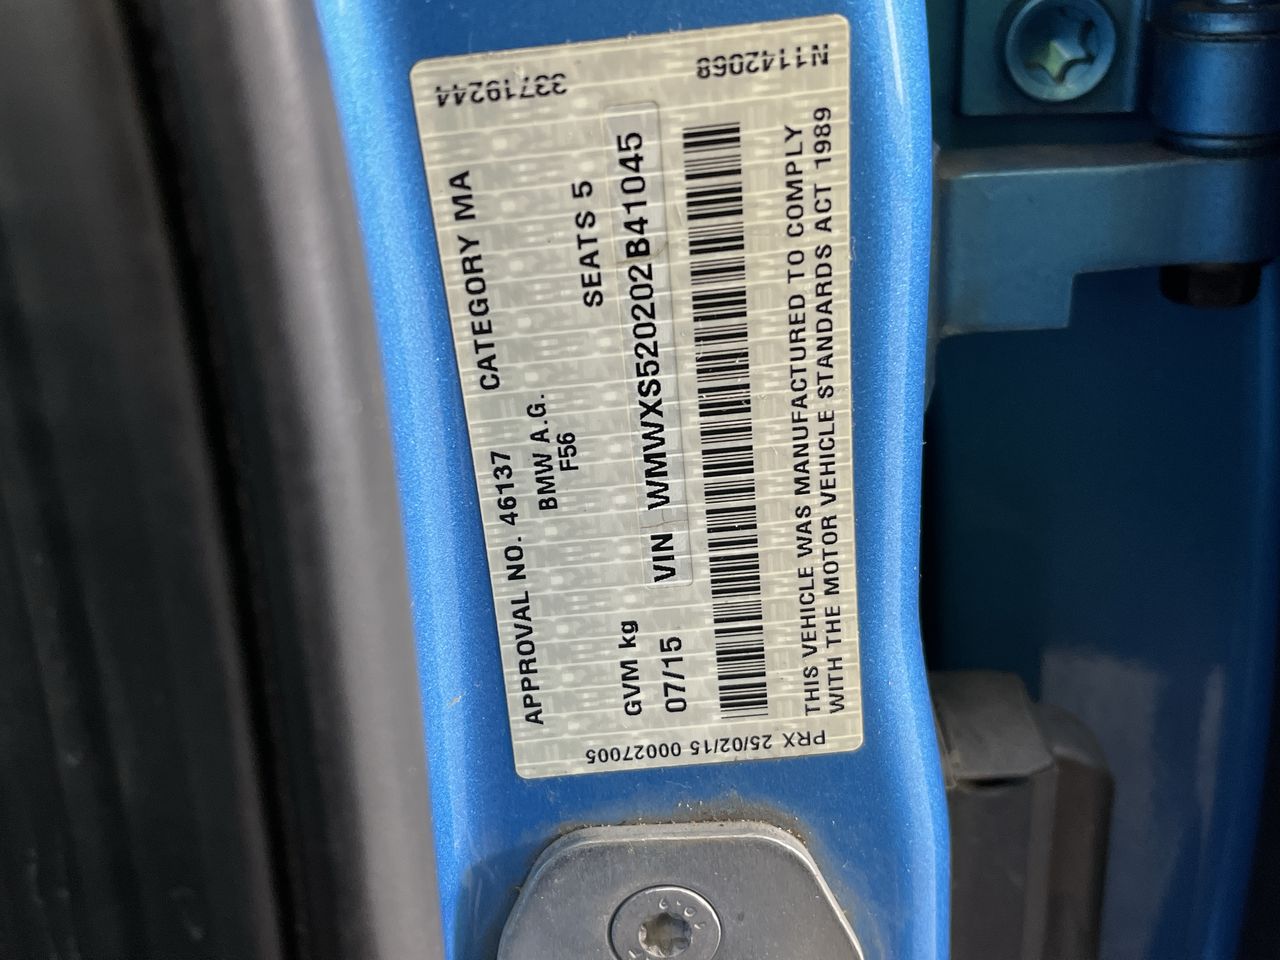 APPROVAL NO. 46137 CATEGORY MA
BMW A.G.
F56
SEATS 5
GVM kg
07/15 VIN WMWXS520202B41045
THIS VEHICLE WAS MANUFACTURED TO COMPLY
WITH THE MOTOR VEHICLE STANDARDS ACT 1989
33719244
N1142068
PRX 25/02/15 00027005